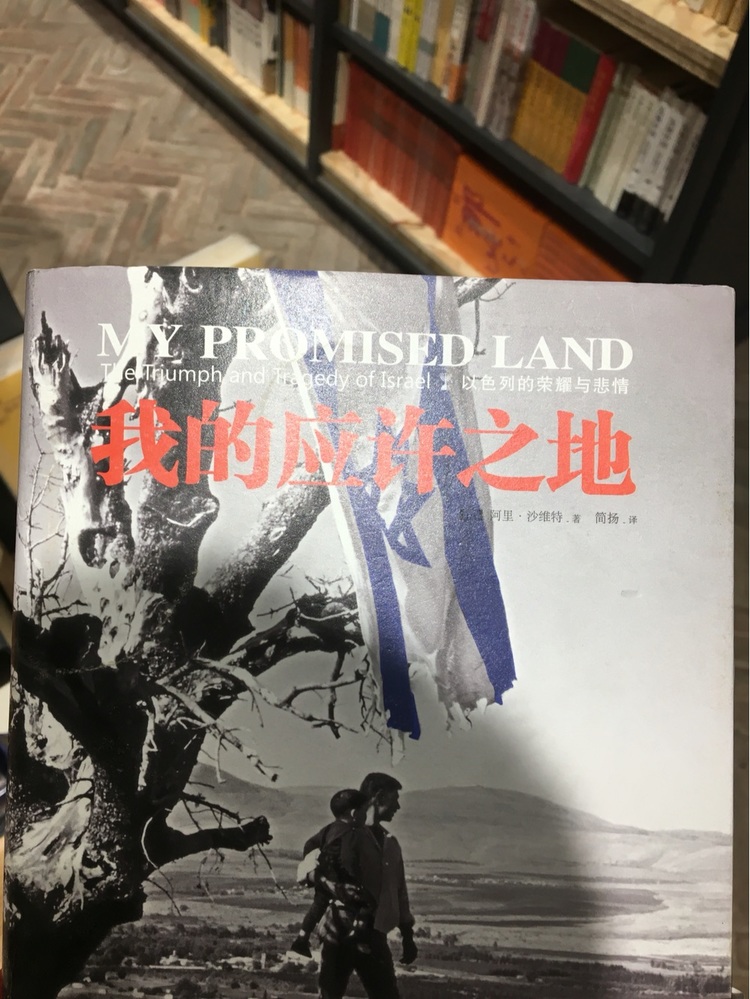 MY PROMISED LAND
The Triumph and Tragedy of Israel 以色列的荣耀与悲情
我的应许之地
阿里·沙维特.著 简扬.译